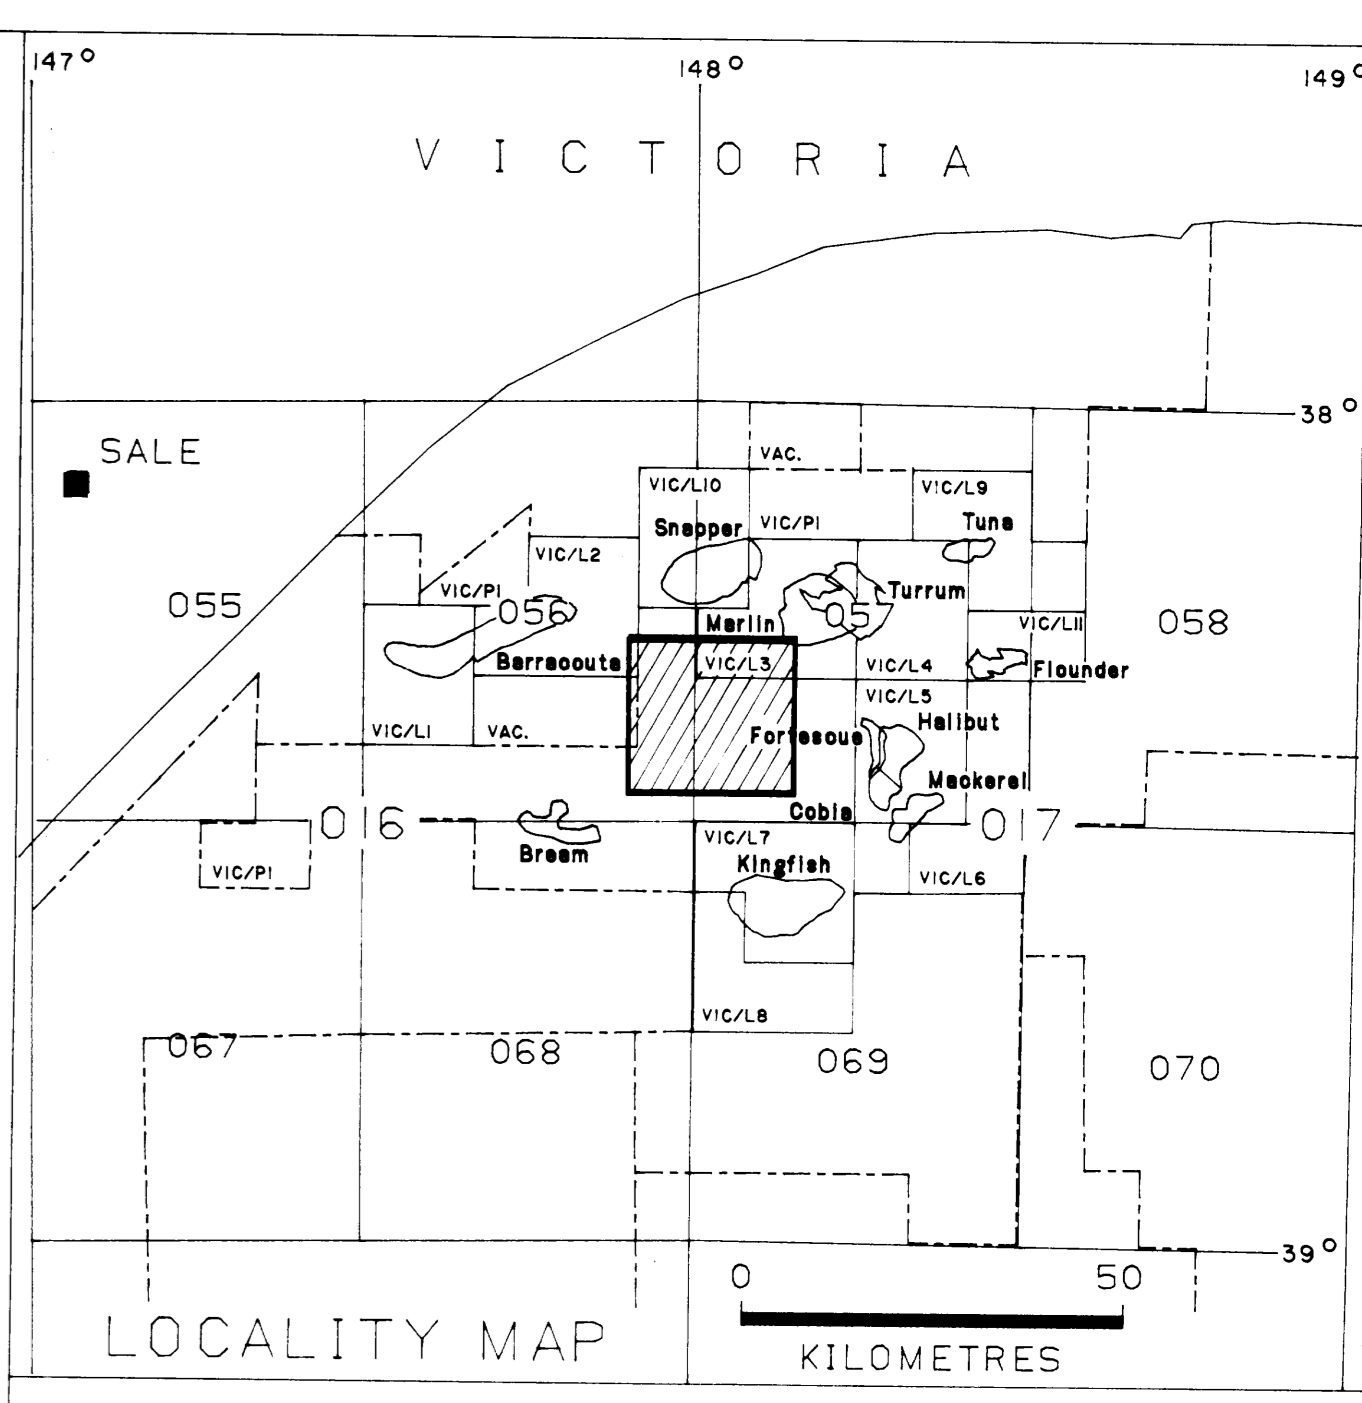 147°
148°
149°
VICTORIA
38°
SALE
VAC.
VIC/L10
VIC/L9
Snapper
VIC/P1
Tuna
VIC/L2
VIC/P1
Turrum
055
056
05
Marlin
VIC/L11
058
Barracouta
VIC/L3
VIC/L4
Flounder
VIC/L5
VIC/L1
VAC.
Fortescue
Halibut
Mackerel
016
Cobia
017
Bream
VIC/L7
VIC/P1
Kingfish
VIC/L6
VIC/L8
067
068
069
070
39°
0
50
LOCALITY MAP
KILOMETRES